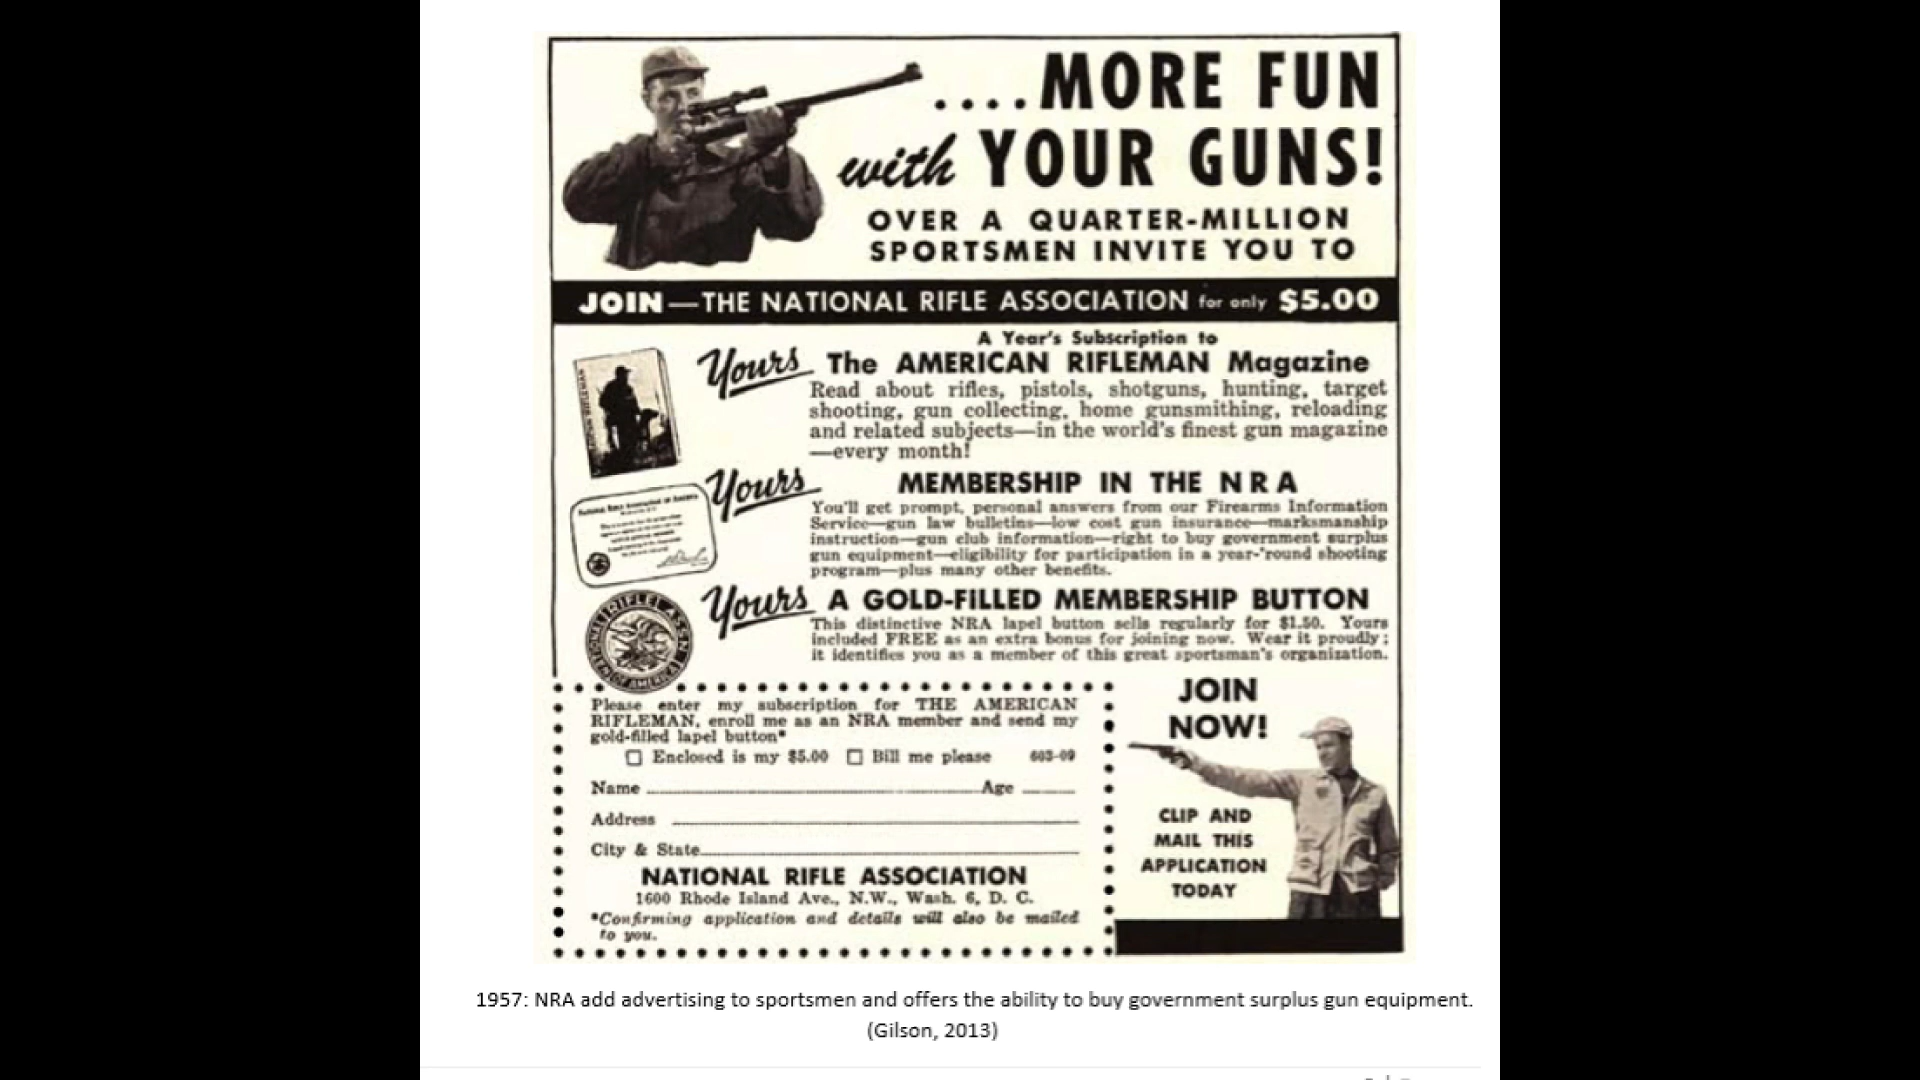 ....MORE FUN
with YOUR GUNS!
OVER A QUARTER-MILLION
SPORTSMEN INVITE YOU TO
JOIN—THE NATIONAL RIFLE ASSOCIATION for only $5.00
A Year's Subscription to
Yours The AMERICAN RIFLEMAN Magazine
Read about rifles, pistols, shotguns, hunting, target
shooting, gun collecting, home gunsmithing, reloading
and related subjects—in the world's finest gun magazine
—every month!
Yours MEMBERSHIP IN THE NRA
You'll get prompt, personal answers from our Firearms Information
Service—gun law bulletins—low cost gun insurance—marksmanship
instruction—gun club information—right to buy government surplus
gun equipment—eligibility for participation in a year-'round shooting
program—plus many other benefits.
Yours A GOLD-FILLED MEMBERSHIP BUTTON
This distinctive NRA lapel button sells regularly for $1.50. Yours
included FREE as an extra bonus for joining now. Wear it proudly;
it identifies you as a member of this great sportsman's organization.
Please enter my subscription for THE AMERICAN
RIFLEMAN, enroll me as an NRA member and send my
gold-filled lapel button*
Enclosed is my $5.00 Bill me please 603-09
Name Age
Address
City & State
NATIONAL RIFLE ASSOCIATION
1600 Rhode Island Ave., N.W., Wash. 6, D. C.
*Confirming application and details will also be mailed
to you.
JOIN
NOW!
CLIP AND
MAIL THIS
APPLICATION
TODAY
1957: NRA add advertising to sportsmen and offers the ability to buy government surplus gun equipment.
(Gilson, 2013)